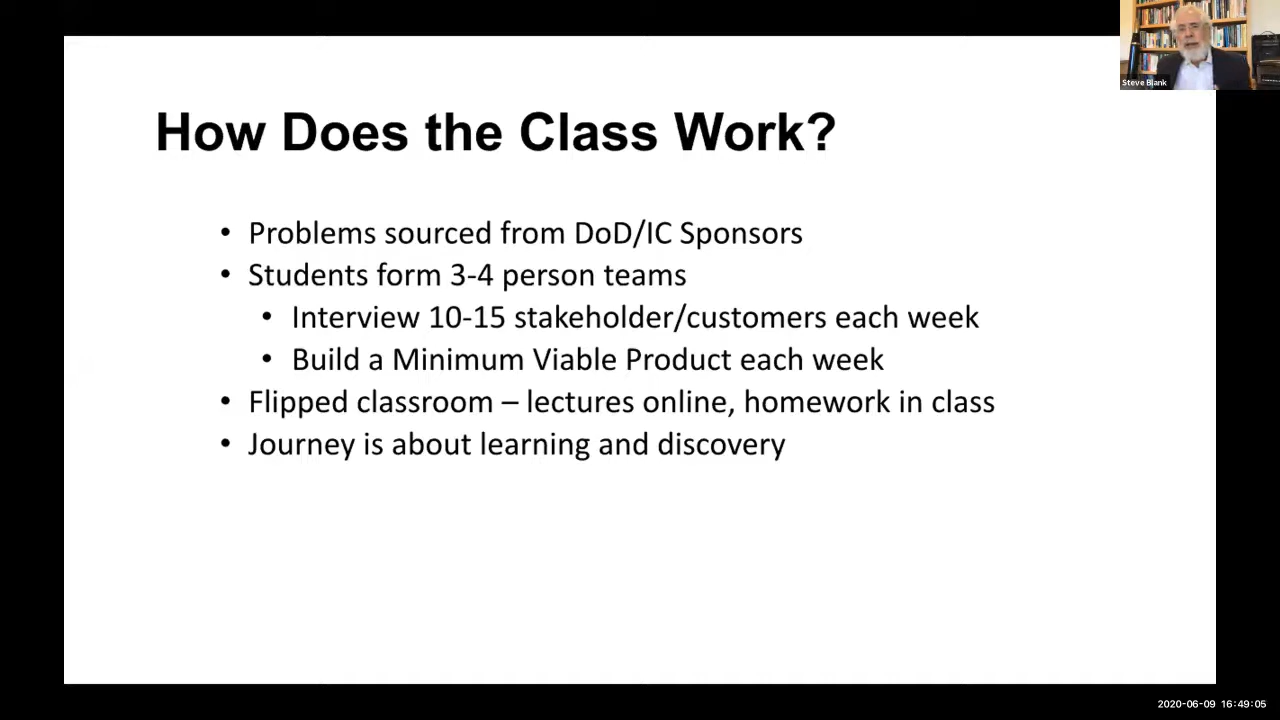 Steve Blank
How Does the Class Work?
• Problems sourced from DoD/IC Sponsors
• Students form 3-4 person teams
• Interview 10-15 stakeholder/customers each week
• Build a Minimum Viable Product each week
• Flipped classroom – lectures online, homework in class
• Journey is about learning and discovery
2020-06-09 16:49:05